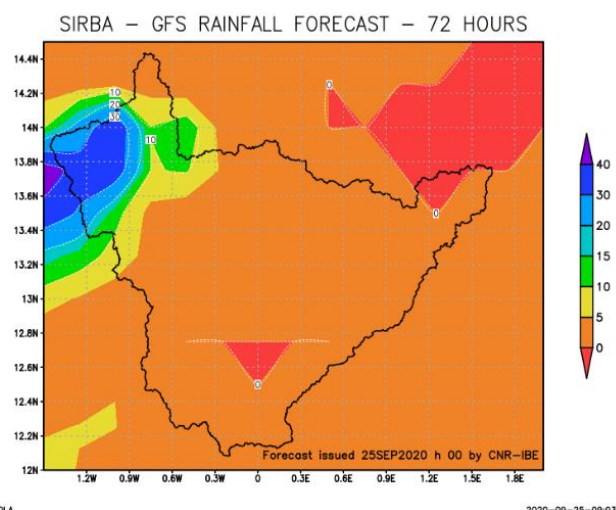 SIRBA – GFS RAINFALL FORECAST – 72 HOURS
14.4N
14.2N
14N
13.8N
13.6N
13.4N
13.2N
13N
12.8N
12.6N
12.4N
12.2N
12N
10
20
30
10
0
0
0
40
30
20
15
10
5
0
Forecast issued 25SEP2020 h 00 by CNR-IBE
1.2W 0.9W 0.6W 0.3W 0 0.3E 0.6E 0.9E 1.2E 1.5E 1.8E